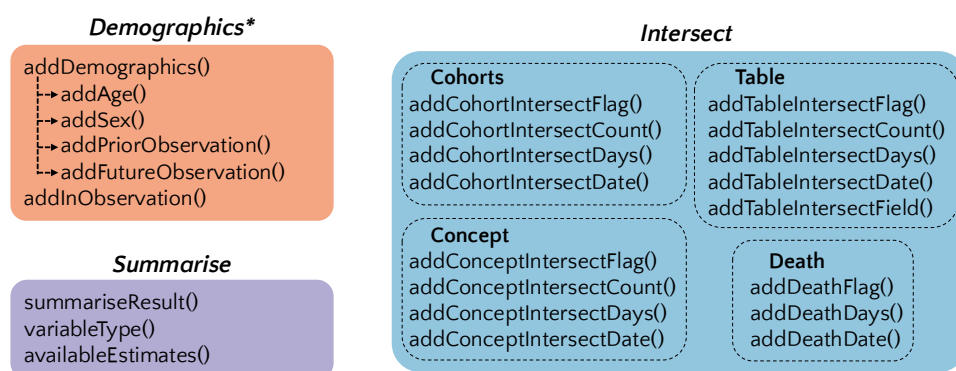 Demographics*
addDemographics()
addAge()
addSex()
addPriorObservation()
addFutureObservation()
addInObservation()
Summarise
summariseResult()
variableType()
availableEstimates()
Intersect
Cohorts
addCohortIntersectFlag()
addCohortIntersectCount()
addCohortIntersectDays()
addCohortIntersectDate()
Table
addTableIntersectFlag()
addTableIntersectCount()
addTableIntersectDays()
addTableIntersectDate()
addTableIntersectField()
Concept
addConceptIntersectFlag()
addConceptIntersectCount()
addConceptIntersectDays()
addConceptIntersectDate()
Death
addDeathFlag()
addDeathDays()
addDeathDate()